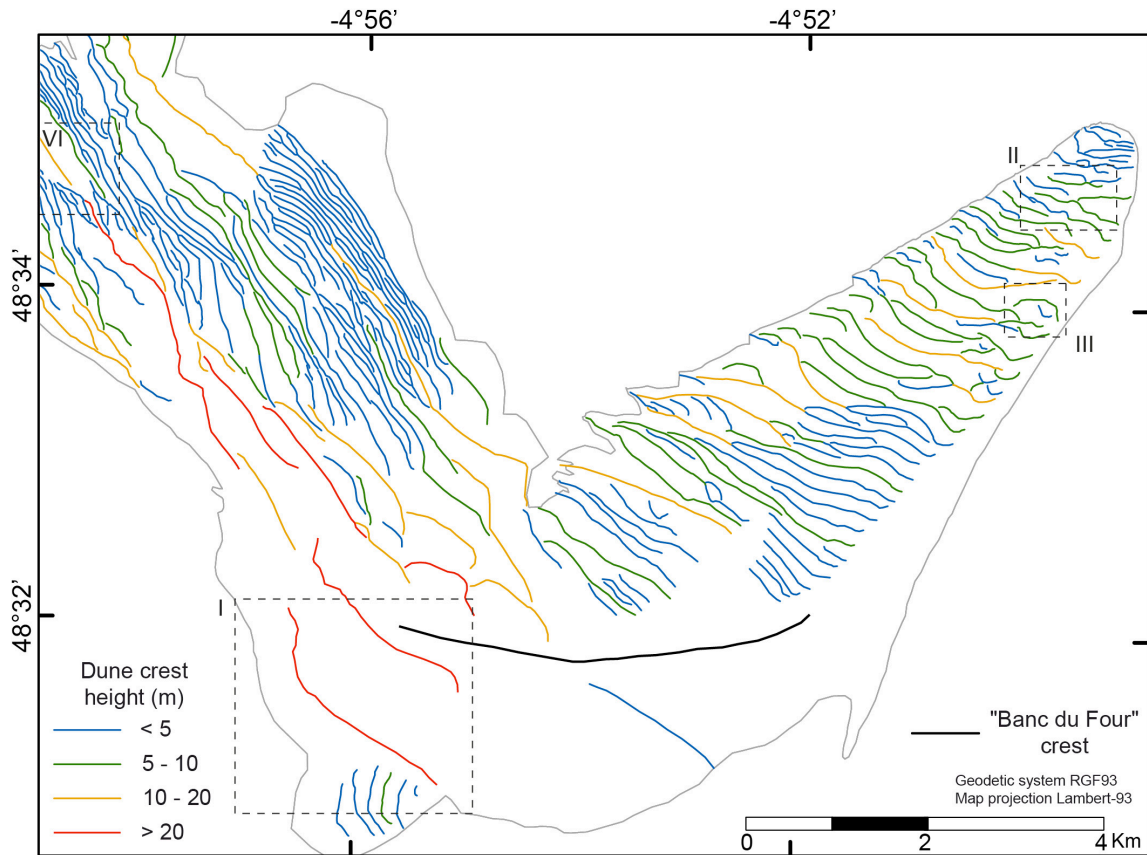 -4°56'
-4°52'
VI
II
48°34'
III
48°32'
I
Dune crest
height (m)
< 5
5 - 10
10 - 20
> 20
"Banc du Four"
crest
Geodetic system RGF93
Map projection Lambert-93
0 2 4 Km